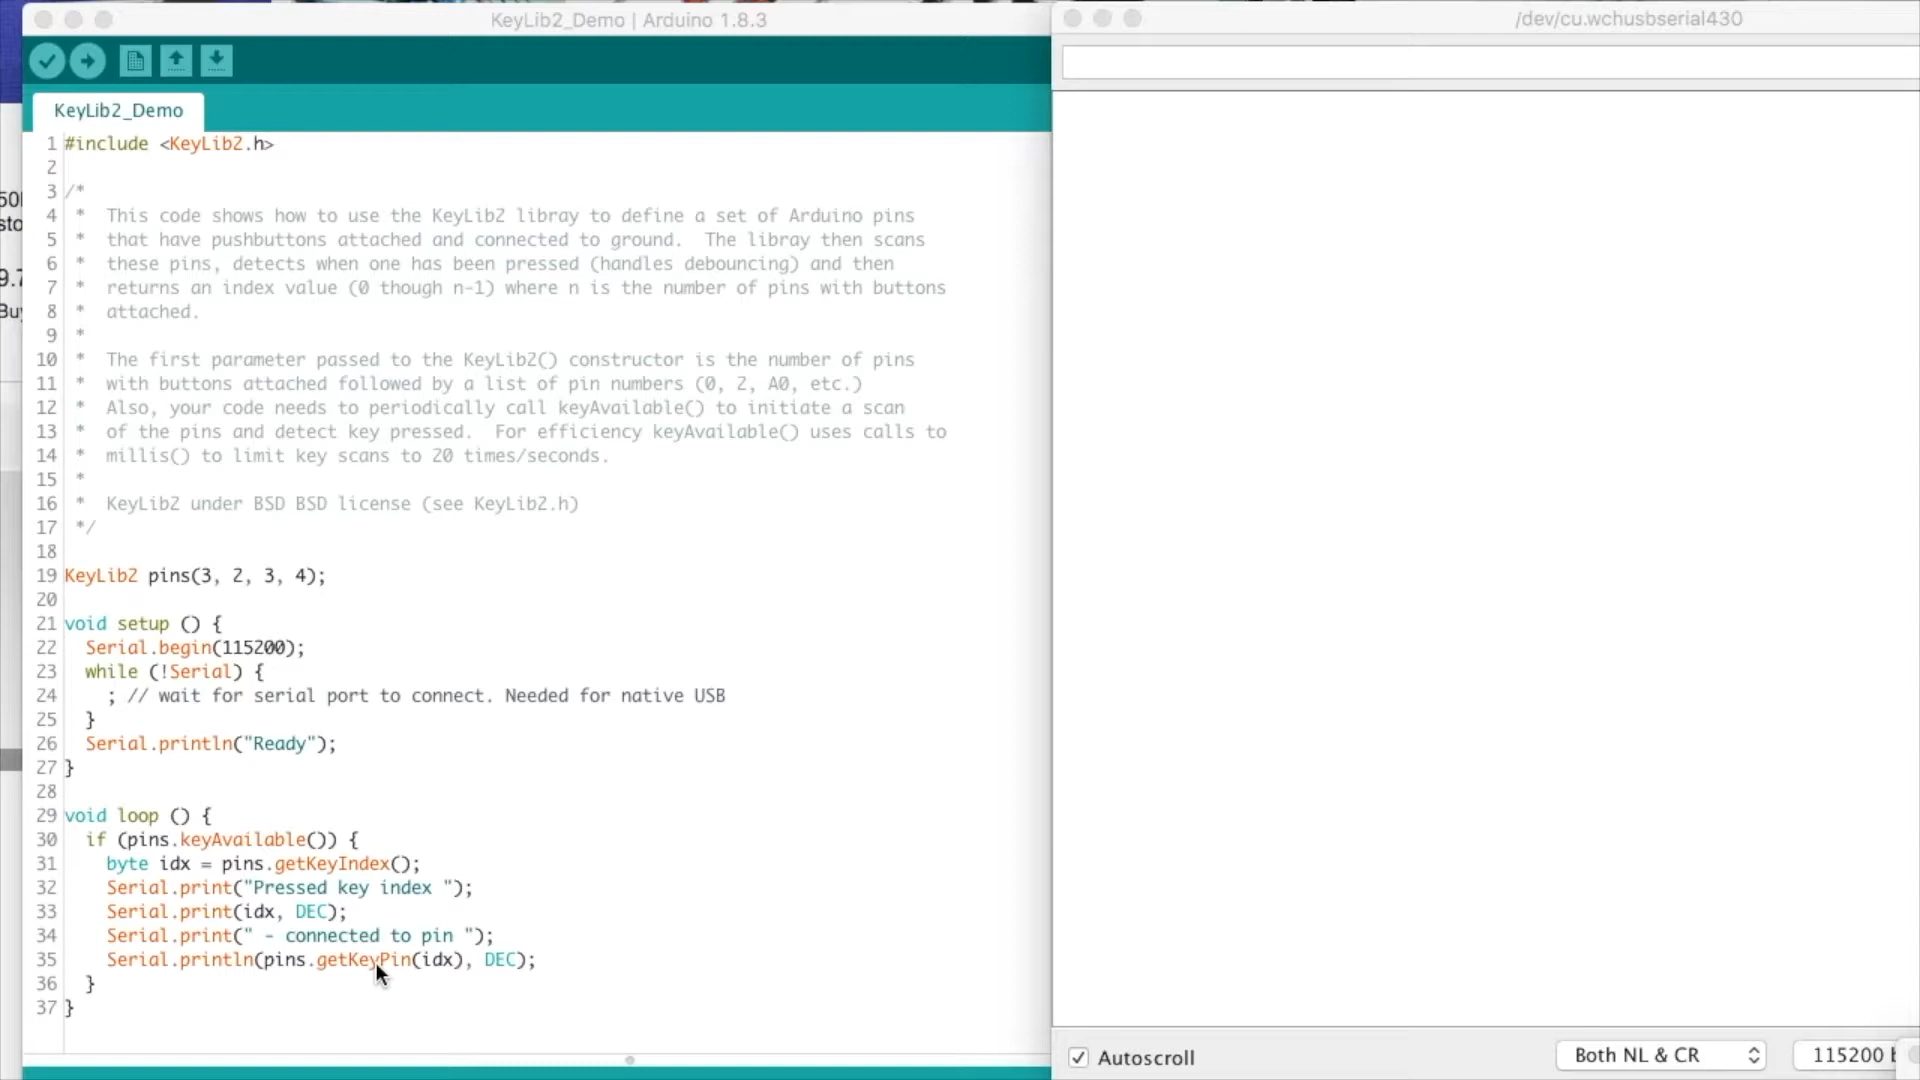 KeyLib2_Demo | Arduino 1.8.3
KeyLib2_Demo
1 #include <KeyLib2.h>
2
3 /*
4 * This code shows how to use the KeyLib2 libray to define a set of Arduino pins
5 * that have pushbuttons attached and connected to ground. The libray then scans
6 * these pins, detects when one has been pressed (handles debouncing) and then
7 * returns an index value (0 though n-1) where n is the number of pins with buttons
8 * attached.
9 *
10 * The first parameter passed to the KeyLib2() constructor is the number of pins
11 * with buttons attached followed by a list of pin numbers (0, 2, A0, etc.)
12 * Also, your code needs to periodically call keyAvailable() to initiate a scan
13 * of the pins and detect key pressed. For efficiency keyAvailable() uses calls to
14 * millis() to limit key scans to 20 times/seconds.
15 *
16 * KeyLib2 under BSD BSD license (see KeyLib2.h)
17 */
18
19 KeyLib2 pins(3, 2, 3, 4);
20
21 void setup () {
22 Serial.begin(115200);
23 while (!Serial) {
24 ; // wait for serial port to connect. Needed for native USB
25 }
26 Serial.println("Ready");
27 }
28
29 void loop () {
30 if (pins.keyAvailable()) {
31 byte idx = pins.getKeyIndex();
32 Serial.print("Pressed key index ");
33 Serial.print(idx, DEC);
34 Serial.print(" - connected to pin ");
35 Serial.println(pins.getKeyPin(idx), DEC);
36 }
37 }
/dev/cu.wchusbserial430
Autoscroll
Both NL & CR
115200